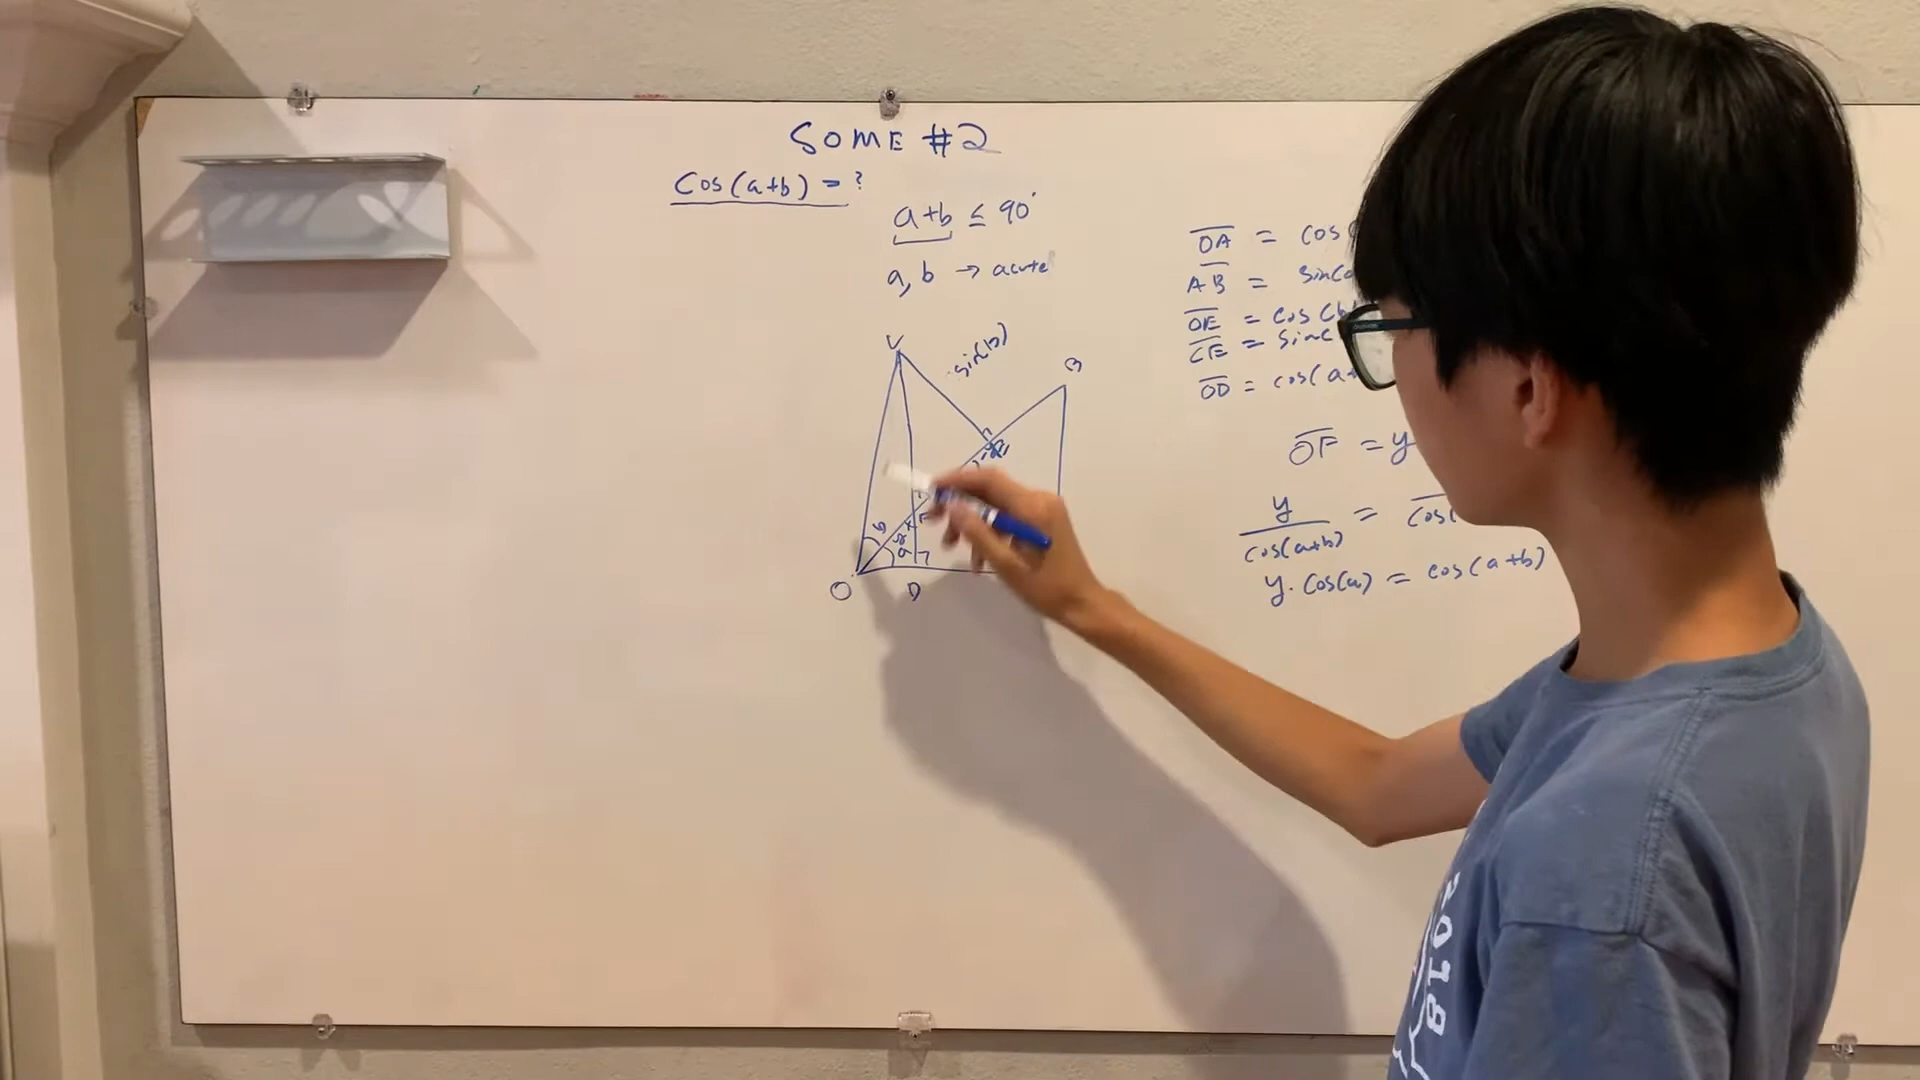 SOME #2
Cos(a+b) = ?
a+b ≤ 90°
a, b → acute
OA = cos
AB = sin(a
OE = cos(b
CE = sin(
OD = cos(a+
sin(b)
B
b
a
O
D
OF = y
y/cos(a+b) =
y · cos(a) = cos(a+b)
2018